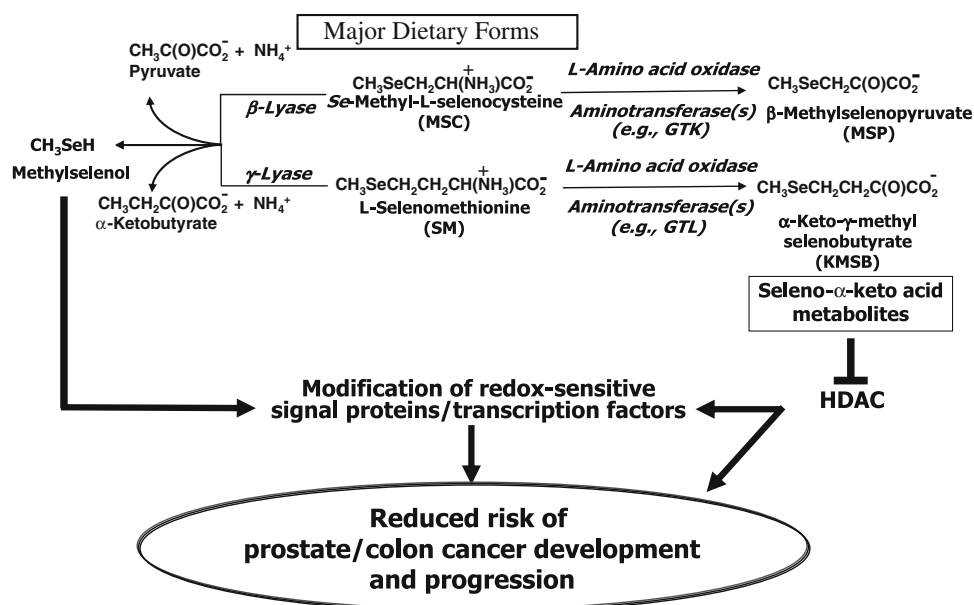 Major Dietary Forms
CH₃C(O)CO₂⁻ + NH₄⁺
Pyruvate
β-Lyase
CH₃SeCH₂CH(N⁺H₃)CO₂⁻
Se-Methyl-L-selenocysteine
(MSC)
L-Amino acid oxidase
Aminotransferase(s)
(e.g., GTK)
CH₃SeCH₂C(O)CO₂⁻
β-Methylselenopyruvate
(MSP)
CH₃SeH
Methylselenol
γ-Lyase
CH₃CH₂C(O)CO₂⁻ + NH₄⁺
α-Ketobutyrate
CH₃SeCH₂CH₂CH(N⁺H₃)CO₂⁻
L-Selenomethionine
(SM)
L-Amino acid oxidase
Aminotransferase(s)
(e.g., GTL)
CH₃SeCH₂CH₂C(O)CO₂⁻
α-Keto-γ-methyl
selenobutyrate
(KMSB)
Seleno-α-keto acid
metabolites
HDAC
Modification of redox-sensitive
signal proteins/transcription factors
Reduced risk of
prostate/colon cancer development
and progression